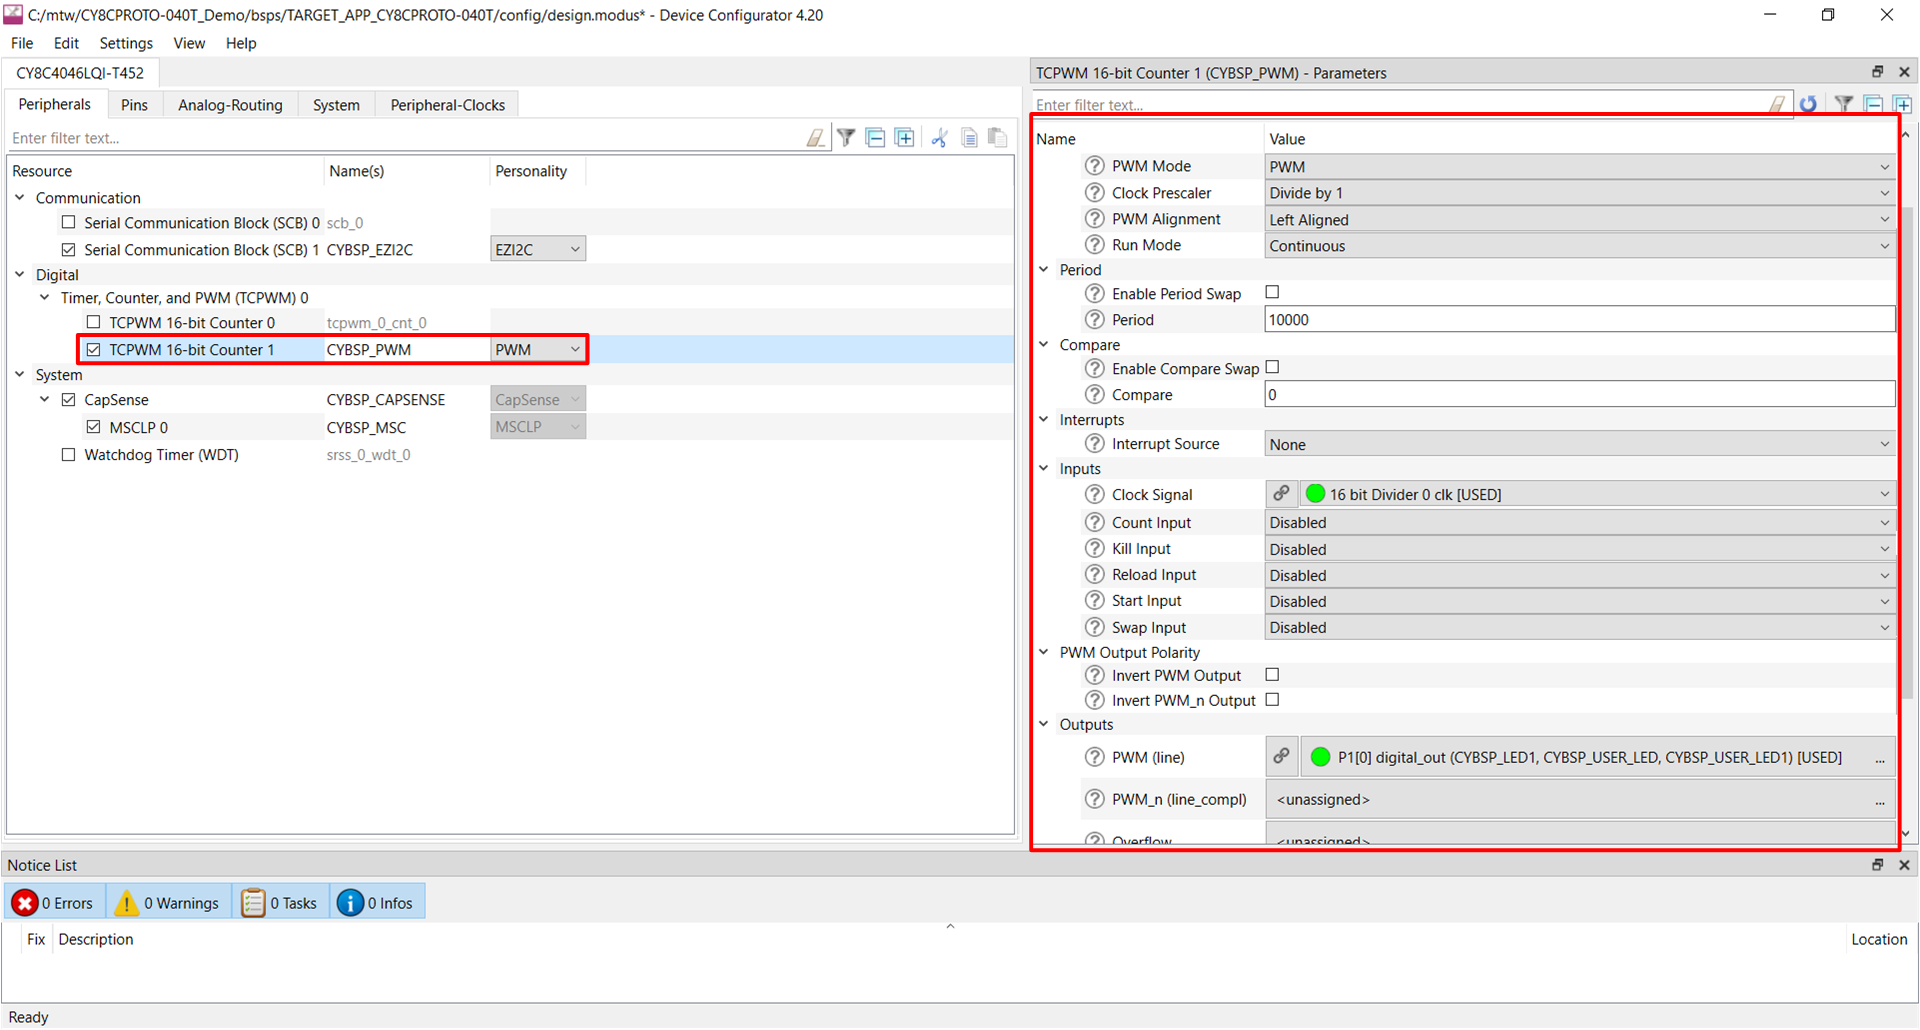 C:/mtw/CY8CPROTO-040T_Demo/bsps/TARGET_APP_CY8CPROTO-040T/config/design.modus* - Device Configurator 4.20
File Edit Settings View Help
CY8C4046LQI-T452
Peripherals Pins Analog-Routing System Peripheral-Clocks
Enter filter text...
Resource Name(s) Personality
Communication
Serial Communication Block (SCB) 0 scb_0
Serial Communication Block (SCB) 1 CYBSP_EZI2C EZI2C
Digital
Timer, Counter, and PWM (TCPWM) 0
TCPWM 16-bit Counter 0 tcpwm_0_cnt_0
TCPWM 16-bit Counter 1 CYBSP_PWM PWM
System
CapSense CYBSP_CAPSENSE CapSense
MSCLP 0 CYBSP_MSC MSCLP
Watchdog Timer (WDT) srss_0_wdt_0
TCPWM 16-bit Counter 1 (CYBSP_PWM) - Parameters
Enter filter text...
Name Value
PWM Mode PWM
Clock Prescaler Divide by 1
PWM Alignment Left Aligned
Run Mode Continuous
Period
Enable Period Swap
Period 10000
Compare
Enable Compare Swap
Compare 0
Interrupts
Interrupt Source None
Inputs
Clock Signal 16 bit Divider 0 clk [USED]
Count Input Disabled
Kill Input Disabled
Reload Input Disabled
Start Input Disabled
Swap Input Disabled
PWM Output Polarity
Invert PWM Output
Invert PWM_n Output
Outputs
PWM (line) P1[0] digital_out (CYBSP_LED1, CYBSP_USER_LED, CYBSP_USER_LED1) [USED] ...
PWM_n (line_compl) <unassigned> ...
Overflow <unassigned>
Notice List
0 Errors 0 Warnings 0 Tasks 0 Infos
Fix Description Location
Ready